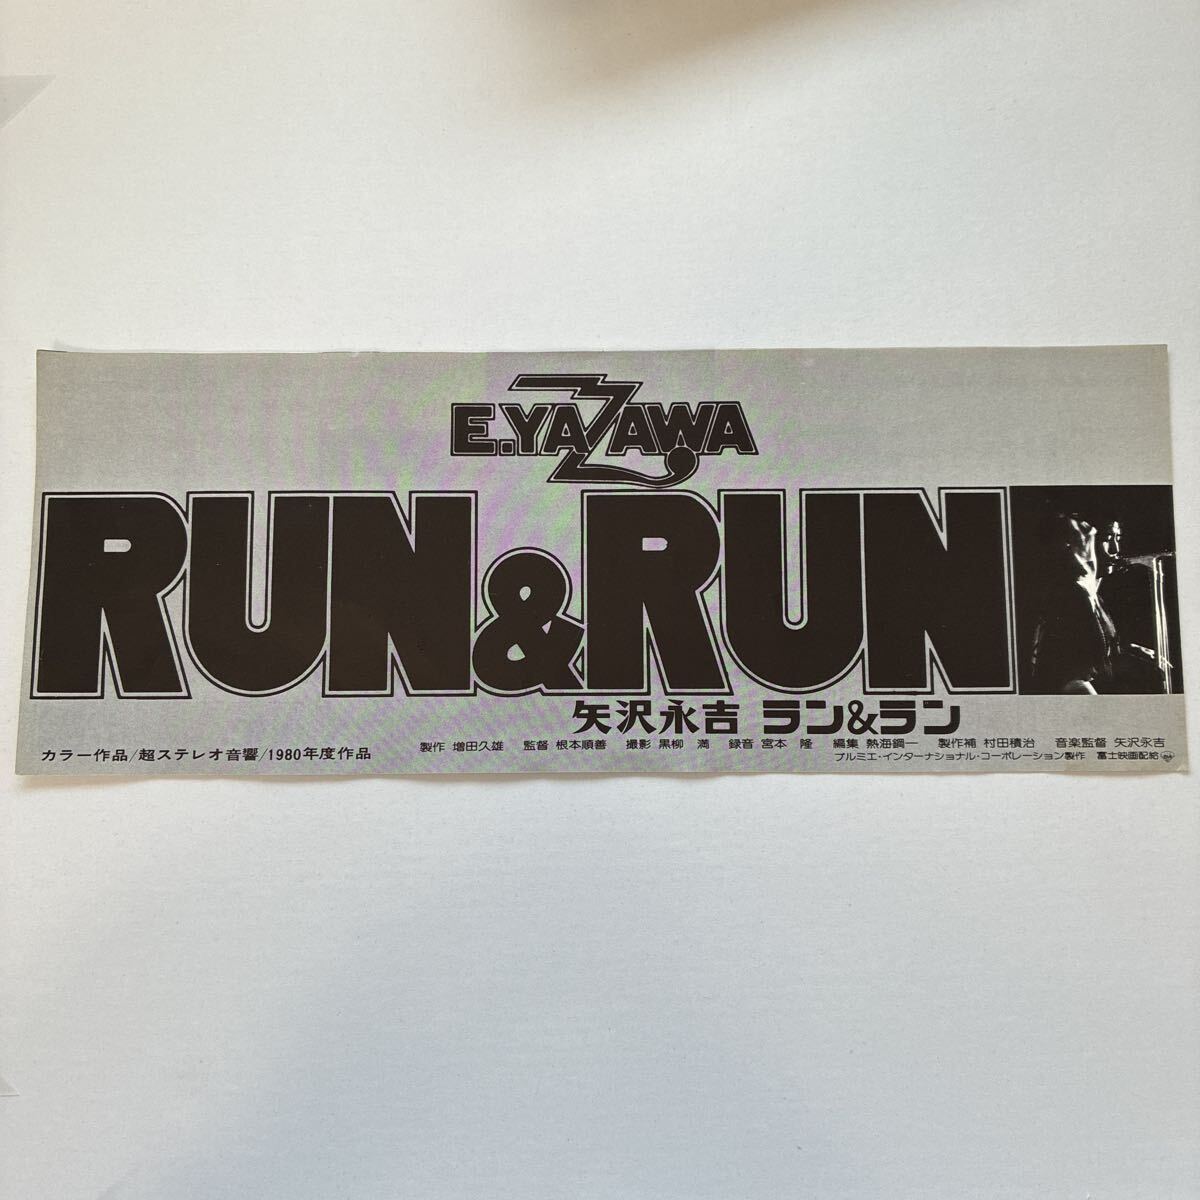 E.YAZAWA
RUN&RUN
矢沢永吉 ラン&ラン
カラー作品/超ステレオ音響/1980年度作品
製作 増田久雄 監督 根本順善 撮影 黒柳 満 録音 宮本 隆 編集 熱海鋼一 製作補 村田積治 音楽監督 矢沢永吉
プルミエ・インターナショナル・コーポレーション製作 富士映画配給